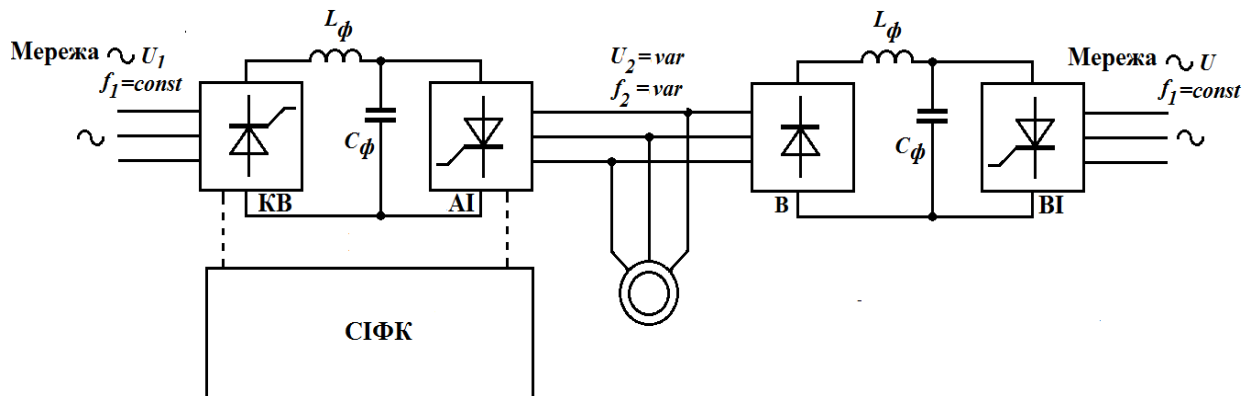 Lф
Мережа ∿ U1
f1=const
Cф
КВ
АІ
U2 = var
f2 = var
Lф
Мережа ∿ U
f1=const
Cф
В
ВІ
СІФК